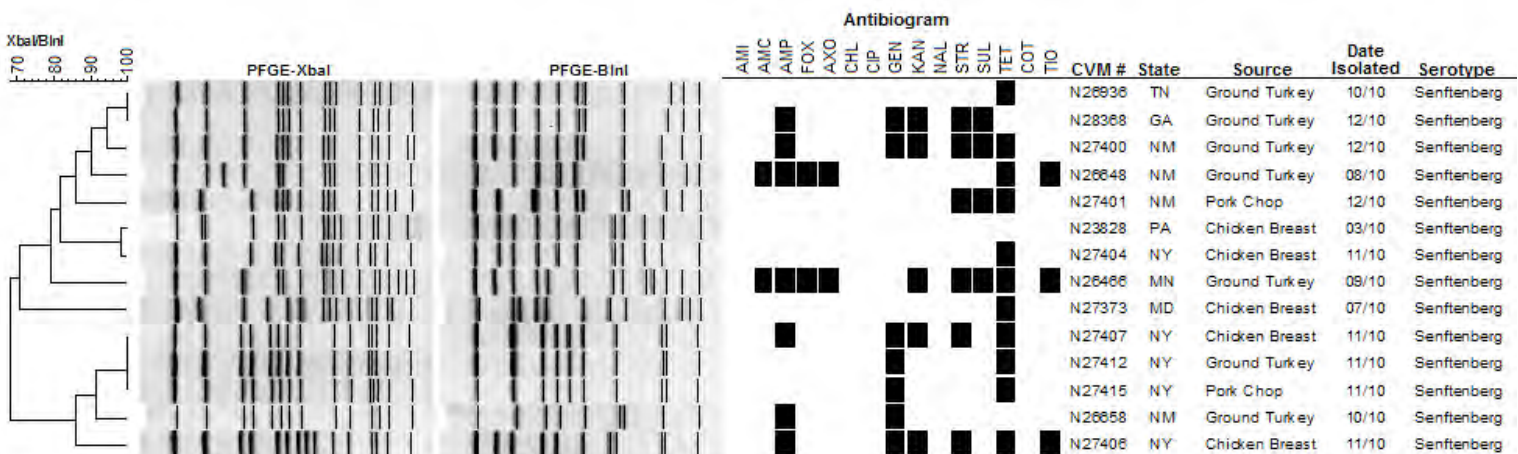 Antibiogram
XbaI/BlnI
70 80 90 100
PFGE-XbaI PFGE-BlnI
AMI AMC AMP FOX AXO CHL CIP GEN KAN NAL STR SUL TET COT TIO
CVM # State Source Date Isolated Serotype
N26936 TN Ground Turkey 10/10 Senftenberg
N28368 GA Ground Turkey 12/10 Senftenberg
N27400 NM Ground Turkey 12/10 Senftenberg
N26648 NM Ground Turkey 08/10 Senftenberg
N27401 NM Pork Chop 12/10 Senftenberg
N23828 PA Chicken Breast 03/10 Senftenberg
N27404 NY Chicken Breast 11/10 Senftenberg
N26466 MN Ground Turkey 09/10 Senftenberg
N27373 MD Chicken Breast 07/10 Senftenberg
N27407 NY Chicken Breast 11/10 Senftenberg
N27412 NY Ground Turkey 11/10 Senftenberg
N27415 NY Pork Chop 11/10 Senftenberg
N26658 NM Ground Turkey 10/10 Senftenberg
N27406 NY Chicken Breast 11/10 Senftenberg